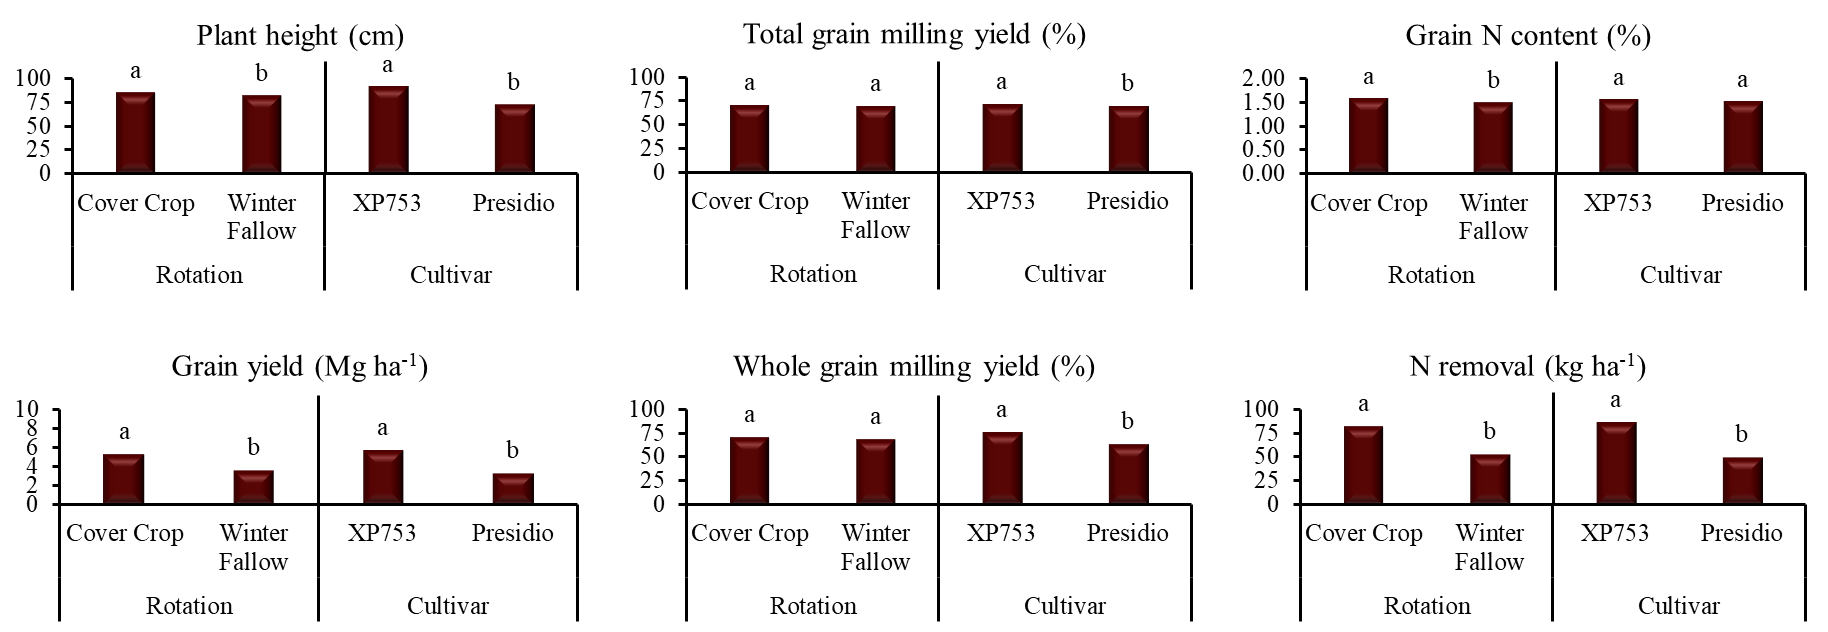 Plant height (cm)
100
75
50
25
0
a
b
a
b
Cover Crop
Winter
Fallow
XP753
Presidio
Rotation
Cultivar
Total grain milling yield (%)
100
75
50
25
0
a
a
a
b
Cover Crop
Winter
Fallow
XP753
Presidio
Rotation
Cultivar
Grain N content (%)
2.00
1.50
1.00
0.50
0.00
a
b
a
a
Cover Crop
Winter
Fallow
XP753
Presidio
Rotation
Cultivar
Grain yield (Mg ha⁻¹)
10
8
6
4
2
0
a
b
a
b
Cover Crop
Winter
Fallow
XP753
Presidio
Rotation
Cultivar
Whole grain milling yield (%)
100
75
50
25
0
a
a
a
b
Cover Crop
Winter
Fallow
XP753
Presidio
Rotation
Cultivar
N removal (kg ha⁻¹)
100
75
50
25
0
a
b
a
b
Cover Crop
Winter
Fallow
XP753
Presidio
Rotation
Cultivar